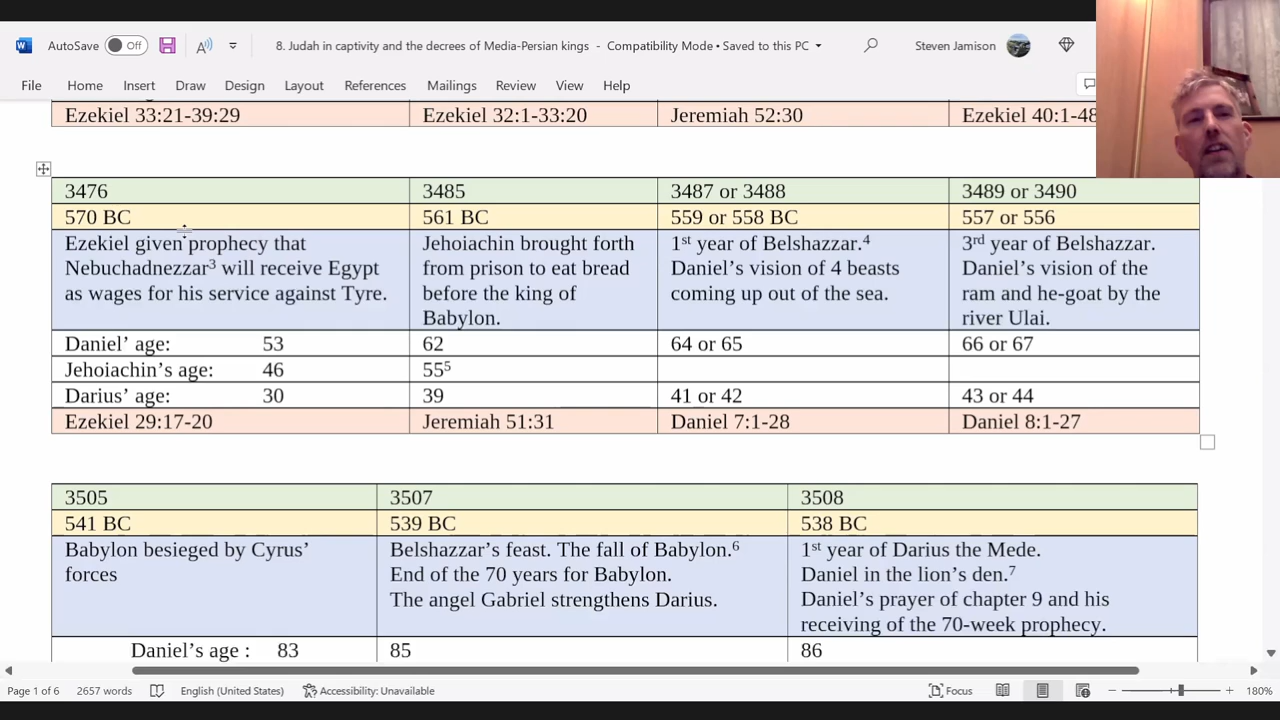 AutoSave Off 8. Judah in captivity and the decrees of Media-Persian kings - Compatibility Mode • Saved to this PC Steven Jamison
File Home Insert Draw Design Layout References Mailings Review View Help
Ezekiel 33:21-39:29 Ezekiel 32:1-33:20 Jeremiah 52:30 Ezekiel 40:1-48
3476 3485 3487 or 3488 3489 or 3490
570 BC 561 BC 559 or 558 BC 557 or 556
Ezekiel given prophecy that
Nebuchadnezzar³ will receive Egypt
as wages for his service against Tyre.
Jehoiachin brought forth
from prison to eat bread
before the king of
Babylon.
1st year of Belshazzar.⁴
Daniel’s vision of 4 beasts
coming up out of the sea.
3rd year of Belshazzar.
Daniel’s vision of the
ram and he-goat by the
river Ulai.
Daniel’ age: 53 62 64 or 65 66 or 67
Jehoiachin’s age: 46 55⁵
Darius’ age: 30 39 41 or 42 43 or 44
Ezekiel 29:17-20 Jeremiah 51:31 Daniel 7:1-28 Daniel 8:1-27
3505 3507 3508
541 BC 539 BC 538 BC
Babylon besieged by Cyrus’
forces
Belshazzar’s feast. The fall of Babylon.⁶
End of the 70 years for Babylon.
The angel Gabriel strengthens Darius.
1st year of Darius the Mede.
Daniel in the lion’s den.⁷
Daniel’s prayer of chapter 9 and his
receiving of the 70-week prophecy.
Daniel’s age : 83 85 86
Page 1 of 6 2657 words English (United States) Accessibility: Unavailable Focus 180%